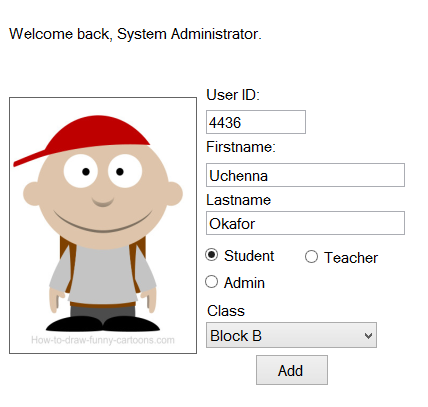 Welcome back, System Administrator.
User ID:
4436
Firstname:
Uchenna
Lastname
Okafor
Student
Teacher
Admin
Class
Block B
Add
How-to-draw-funny-cartoons.com